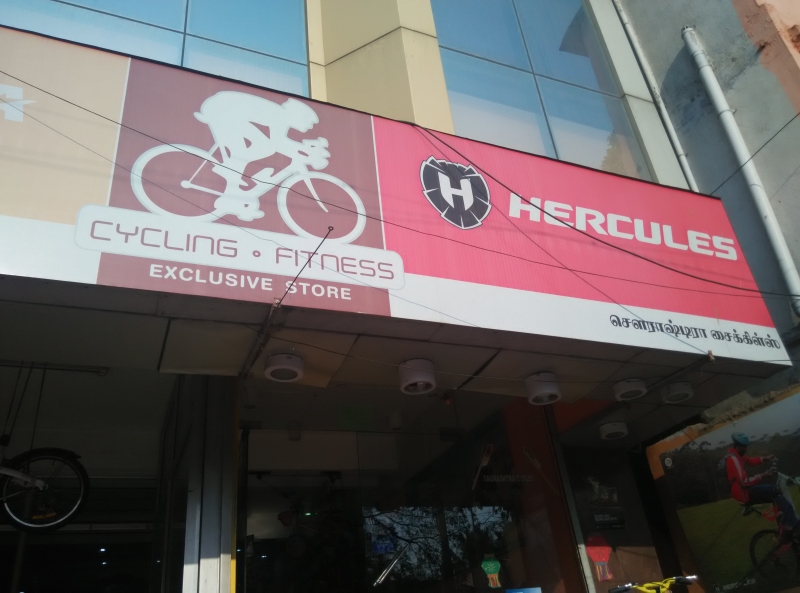 CYCLING • FITNESS
EXCLUSIVE STORE
H HERCULES
சௌராஷ்டிரா சைக்கிள்ஸ்